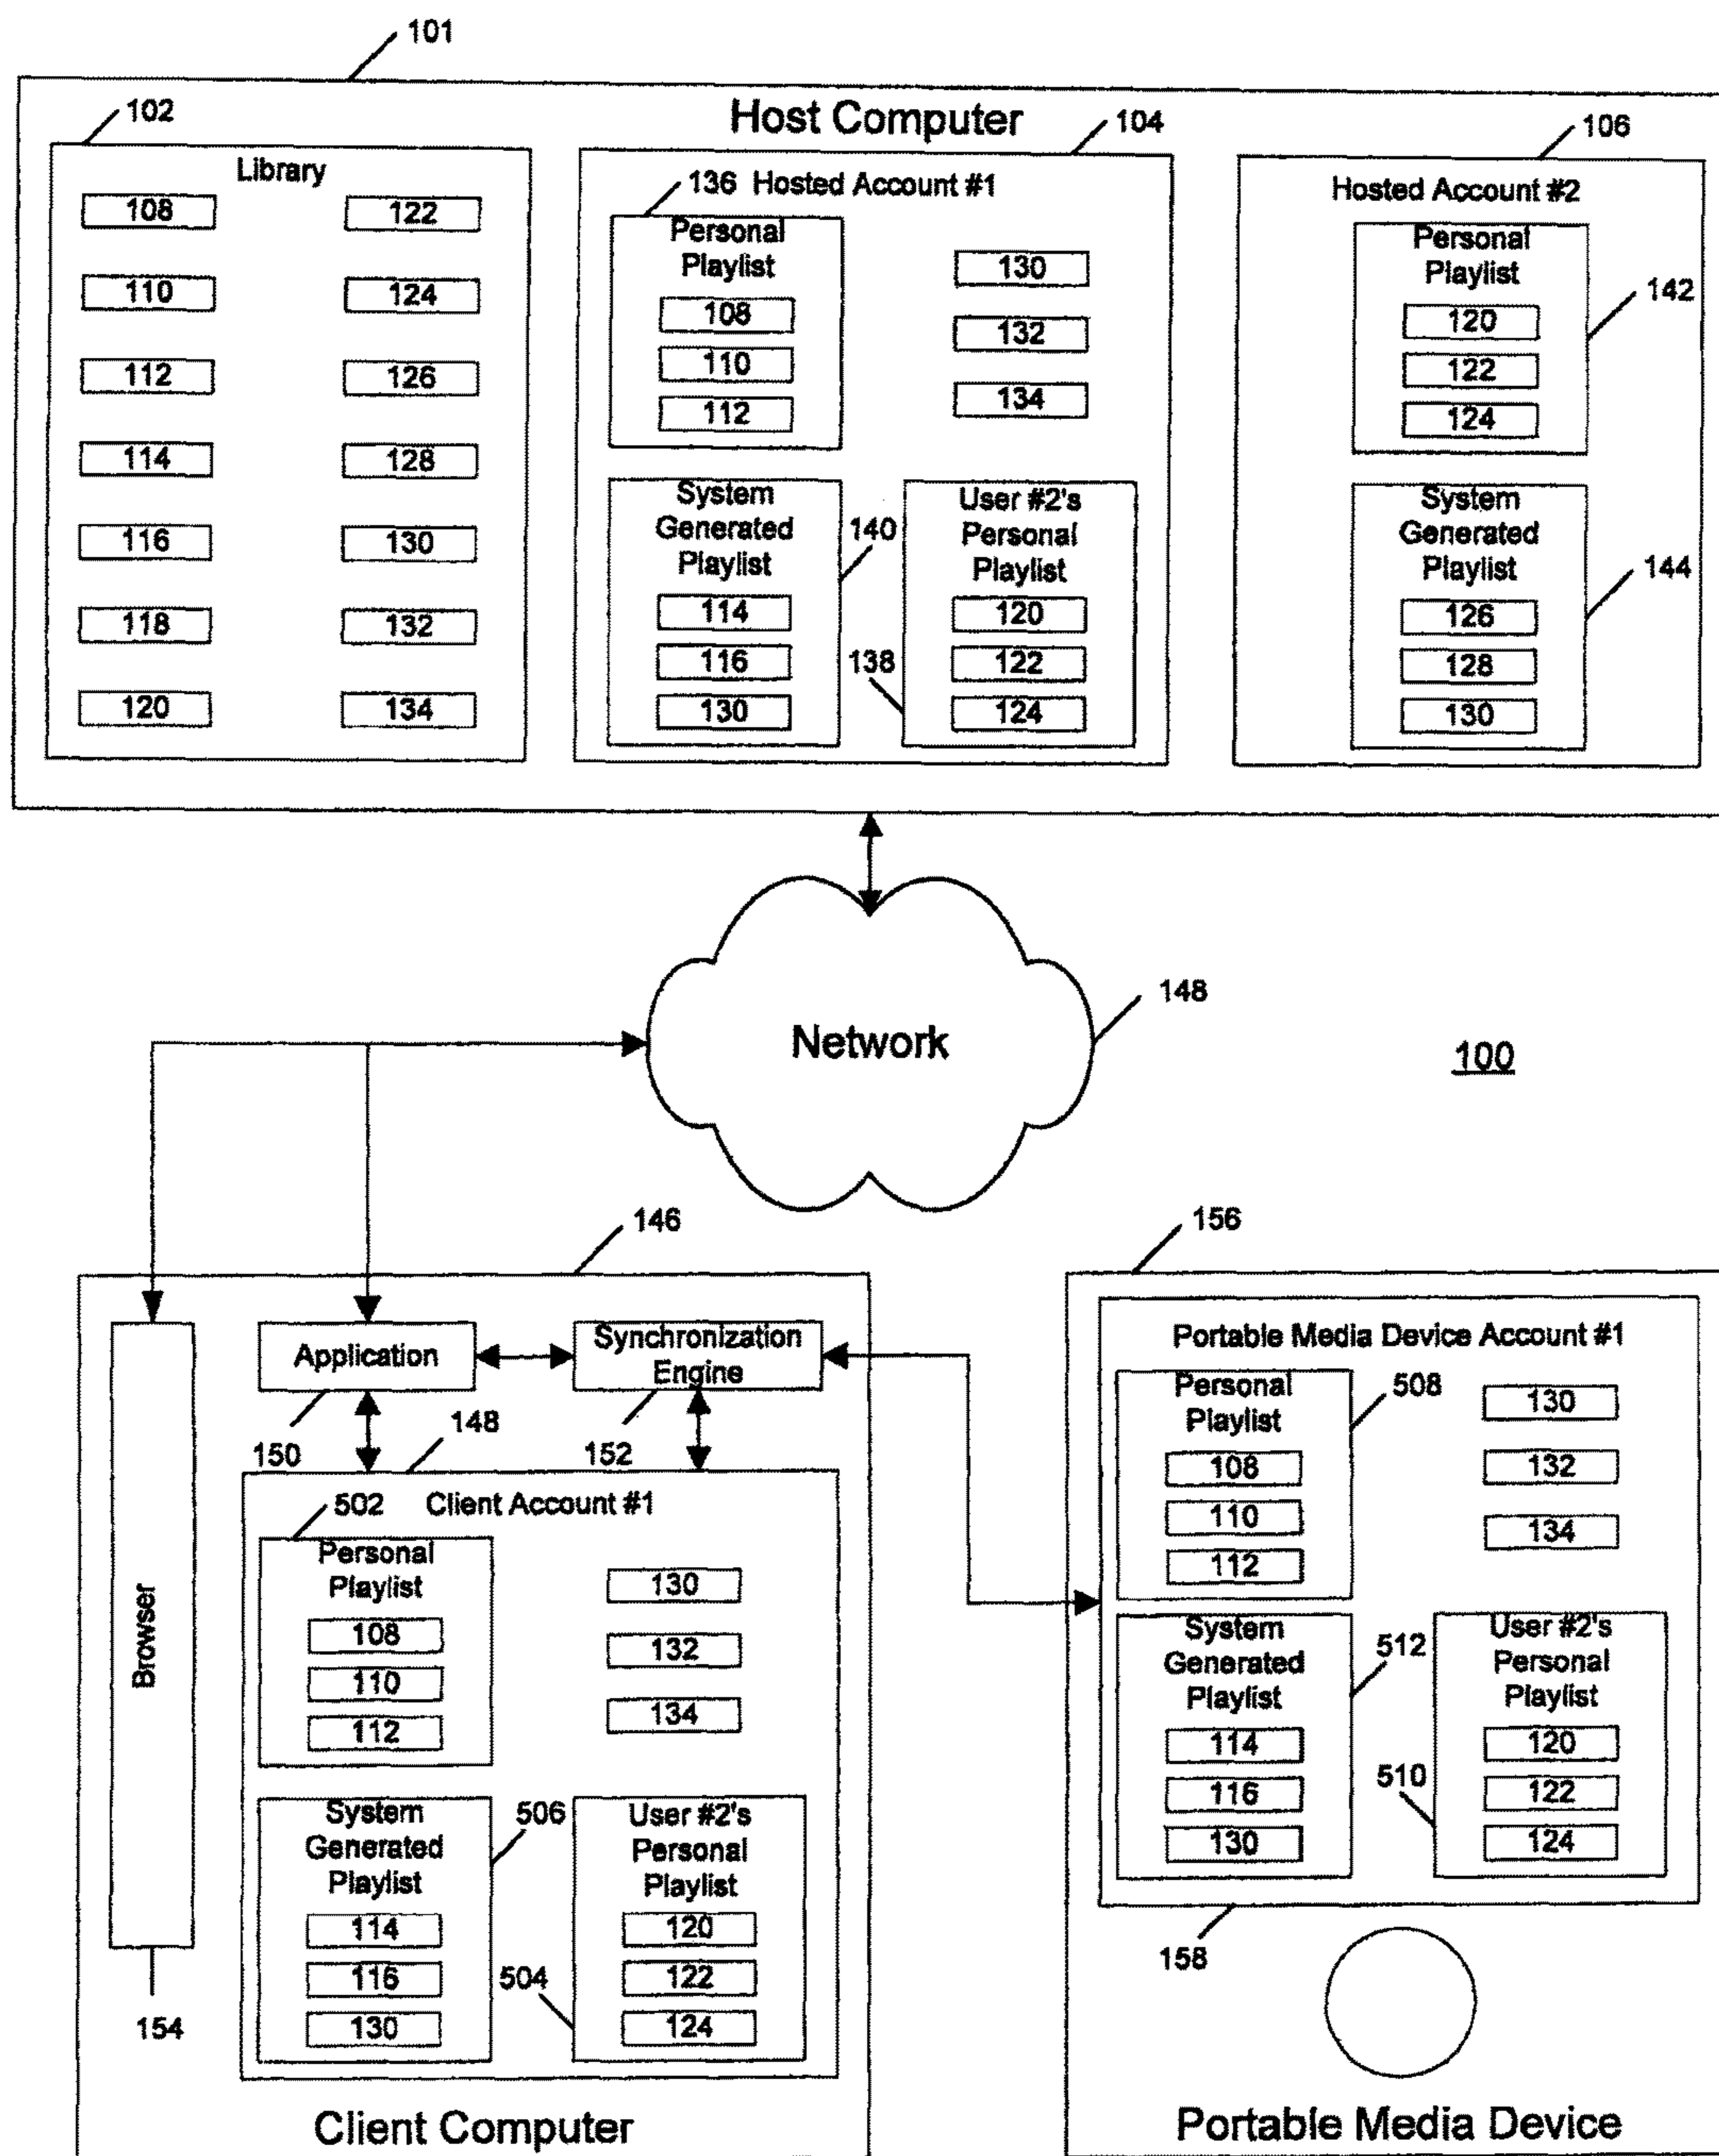 101
Host Computer
102
104
106
Library
108
122
110
124
112
126
114
128
116
130
118
132
120
134
136 Hosted Account #1
Personal
Playlist
108
110
112
130
132
134
System
Generated
Playlist
114
116
130
140
User #2's
Personal
Playlist
120
122
124
138
Hosted Account #2
Personal
Playlist
120
122
124
142
System
Generated
Playlist
126
128
130
144
Network
148
100
146
Browser
154
Application
150
Synchronization
Engine
152
148
Client Account #1
502
Personal
Playlist
108
110
112
130
132
134
System
Generated
Playlist
114
116
130
506
User #2's
Personal
Playlist
120
122
124
504
Client Computer
156
Portable Media Device Account #1
Personal
Playlist
108
110
112
508
130
132
134
System
Generated
Playlist
114
116
130
512
User #2's
Personal
Playlist
120
122
124
510
158
Portable Media Device